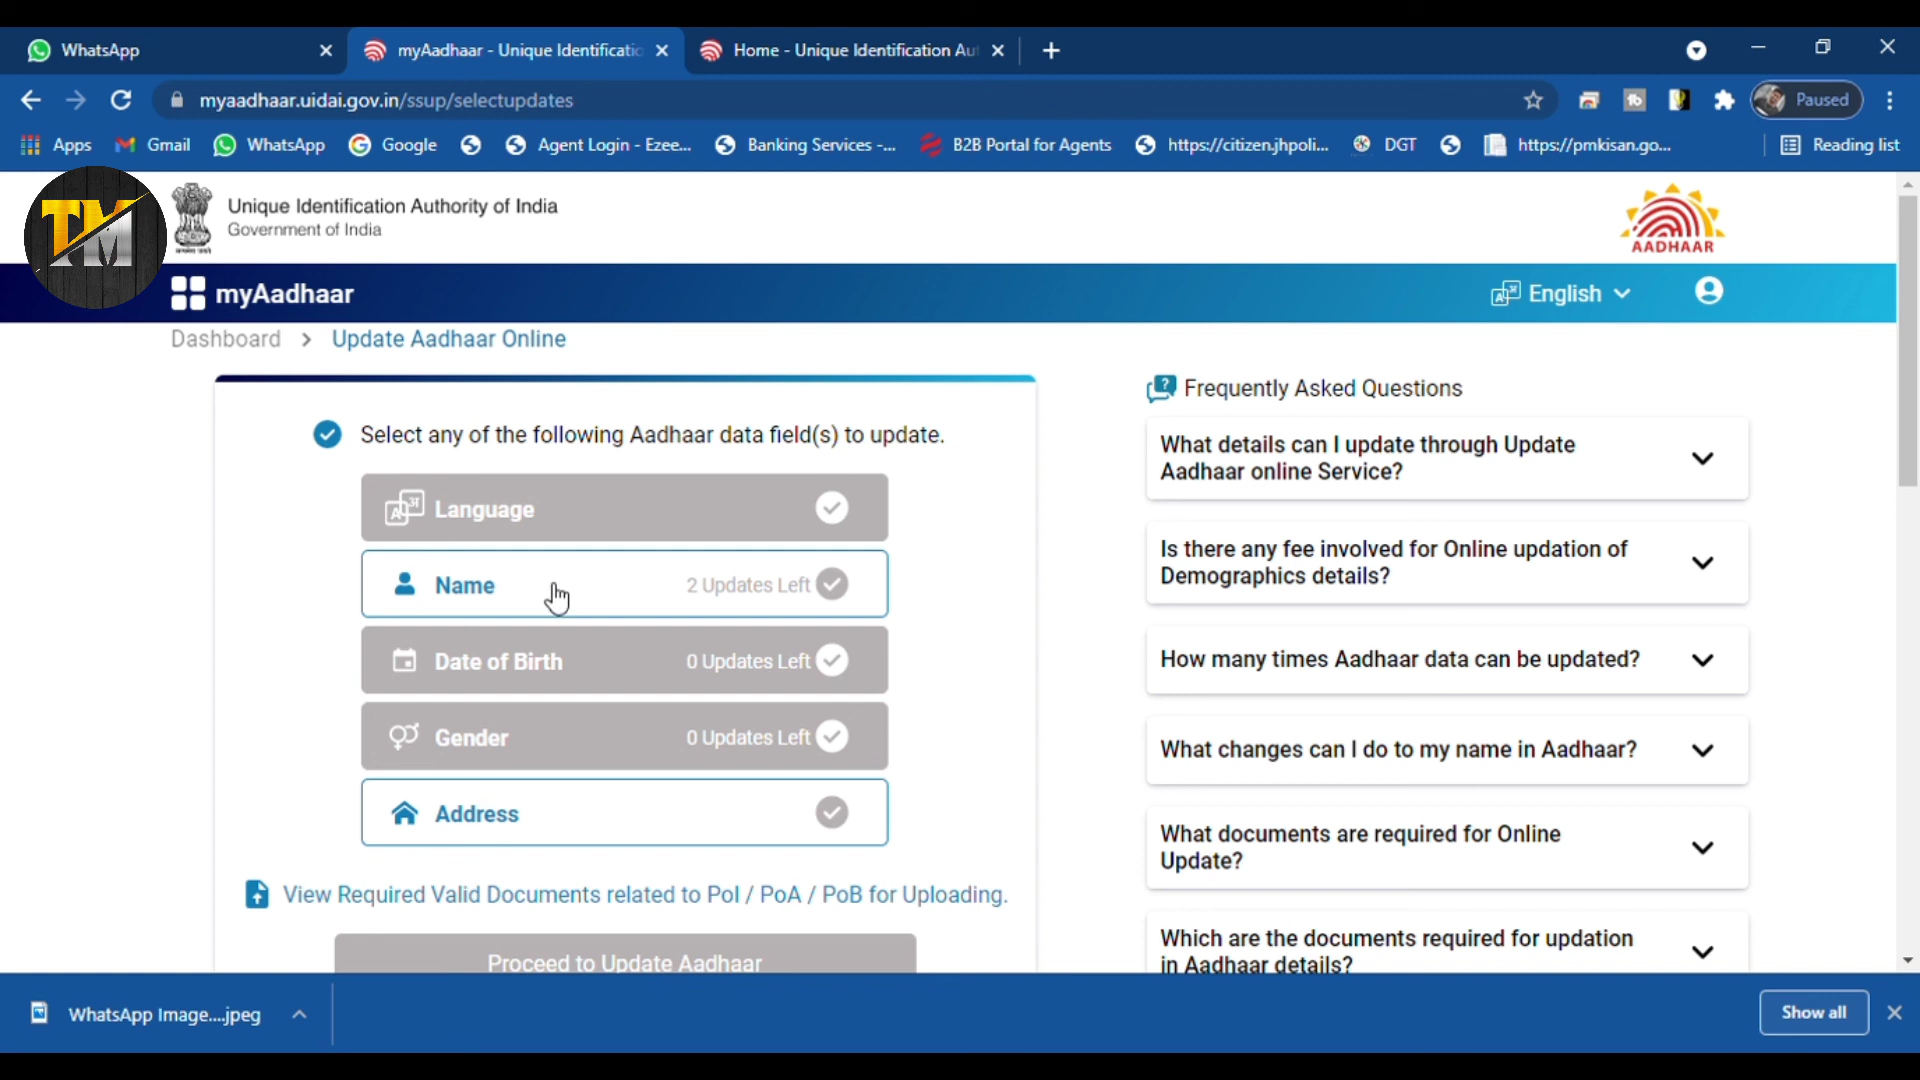 WhatsApp
myAadhaar - Unique Identificatio
Home - Unique Identification Au
myaadhaar.uidai.gov.in/ssup/selectupdates
Paused
Apps
Gmail
WhatsApp
Google
Agent Login - Ezee...
Banking Services -...
B2B Portal for Agents
https://citizen.jhpoli...
DGT
https://pmkisan.go...
Reading list
TM
Unique Identification Authority of India
Government of India
AADHAAR
myAadhaar
English
Dashboard > Update Aadhaar Online
Select any of the following Aadhaar data field(s) to update.
Language
Name 2 Updates Left
Date of Birth 0 Updates Left
Gender 0 Updates Left
Address
View Required Valid Documents related to PoI / PoA / PoB for Uploading.
Proceed to Update Aadhaar
Frequently Asked Questions
What details can I update through Update
Aadhaar online Service?
Is there any fee involved for Online updation of
Demographics details?
How many times Aadhaar data can be updated?
What changes can I do to my name in Aadhaar?
What documents are required for Online
Update?
Which are the documents required for updation
in Aadhaar details?
WhatsApp Image....jpeg
Show all